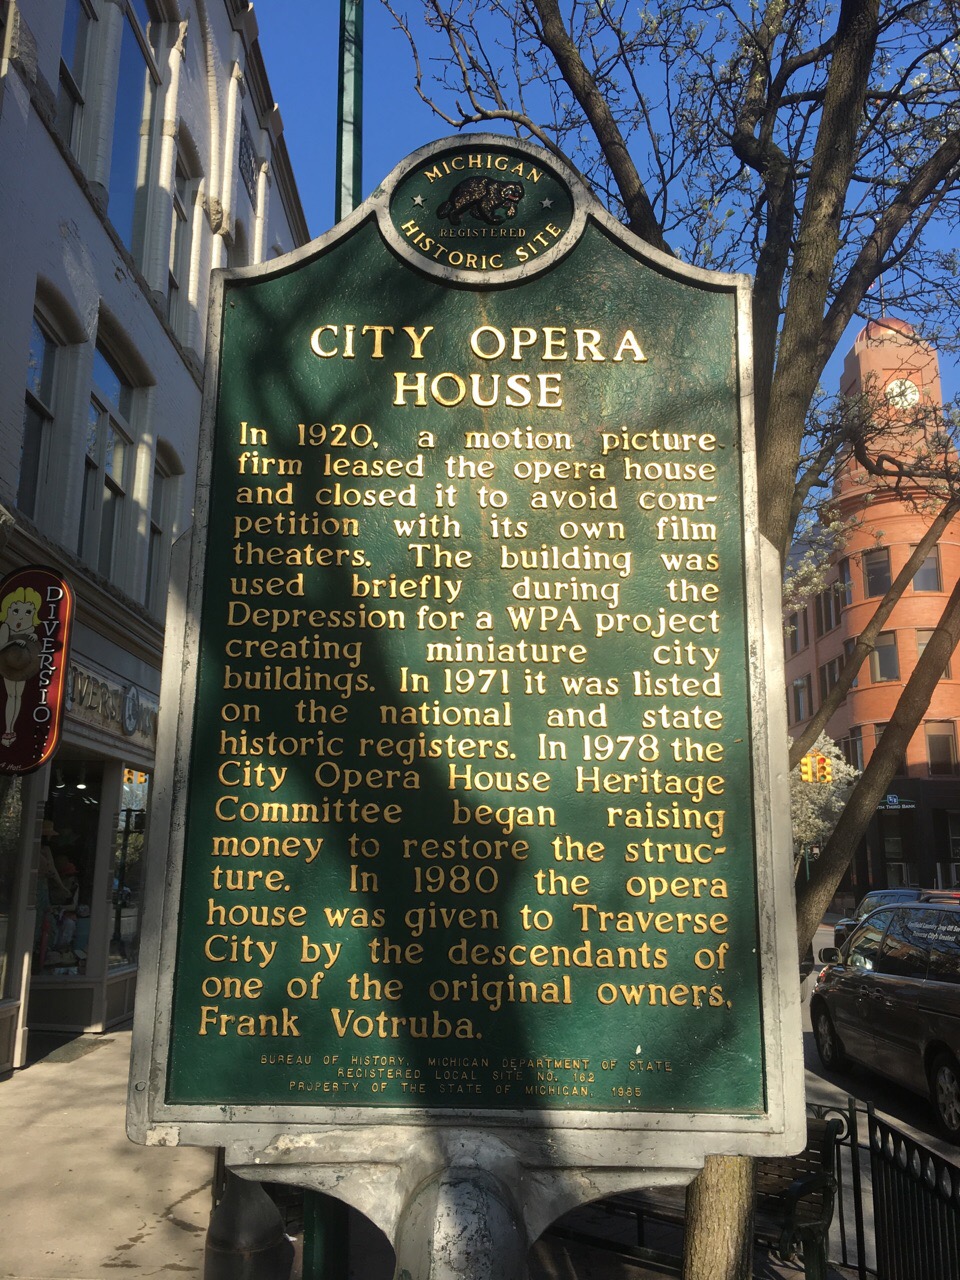 MICHIGAN
REGISTERED
HISTORIC SITE
CITY OPERA
HOUSE
In 1920, a motion picture
firm leased the opera house
and closed it to avoid com-
petition with its own film
theaters. The building was
used briefly during the
Depression for a WPA project
creating miniature city
buildings. In 1971 it was listed
on the national and state
historic registers. In 1978 the
City Opera House Heritage
Committee began raising
money to restore the struc-
ture. In 1980 the opera
house was given to Traverse
City by the descendants of
one of the original owners,
Frank Votruba.
BUREAU OF HISTORY, MICHIGAN DEPARTMENT OF STATE
REGISTERED LOCAL SITE NO. 162
PROPERTY OF THE STATE OF MICHIGAN, 1985
DIVERSIO
THIRD BANK